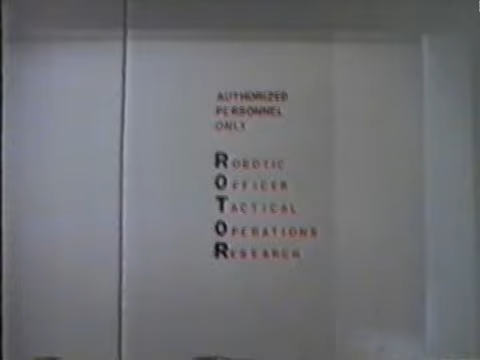 AUTHORIZED
PERSONNEL
ONLY
ROBOTIC
OFFICER
TACTICAL
OPERATIONS
RESEARCH